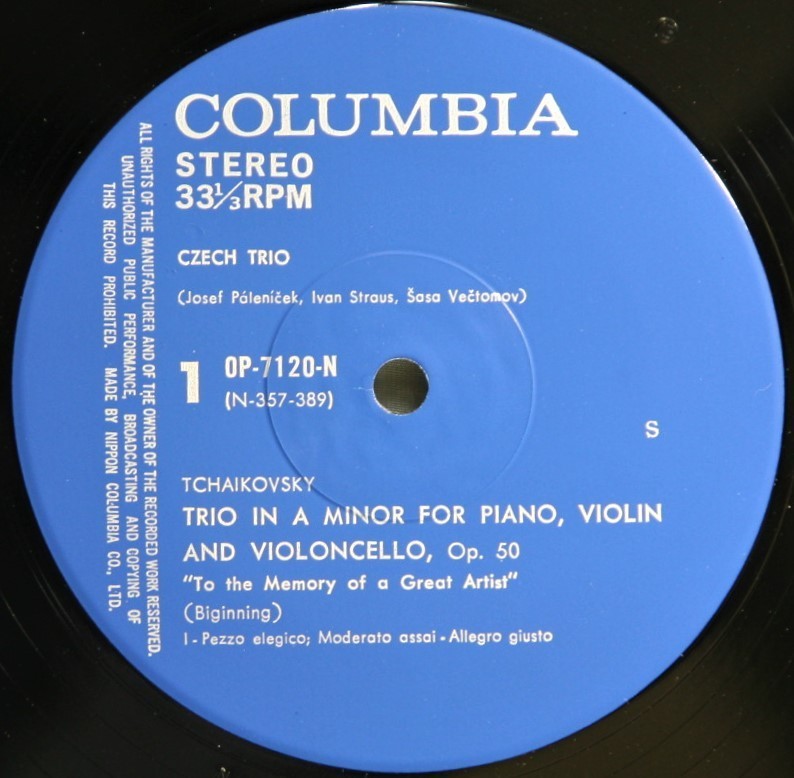 COLUMBIA
STEREO
33⅓RPM
CZECH TRIO
(Josef Páleníček, Ivan Straus, Šasa Večtomov)
1
OP-7120-N
(N-357-389)
S
TCHAIKOVSKY
TRIO IN A MINOR FOR PIANO, VIOLIN
AND VIOLONCELLO, Op. 50
"To the Memory of a Great Artist"
(Biginning)
I - Pezzo elegico; Moderato assai - Allegro giusto
ALL RIGHTS OF THE MANUFACTURER AND OF THE OWNER OF THE RECORDED WORK RESERVED.
UNAUTHORIZED PUBLIC PERFORMANCE, BROADCASTING AND COPYING OF
THIS RECORD PROHIBITED. MADE BY NIPPON COLUMBIA CO., LTD.